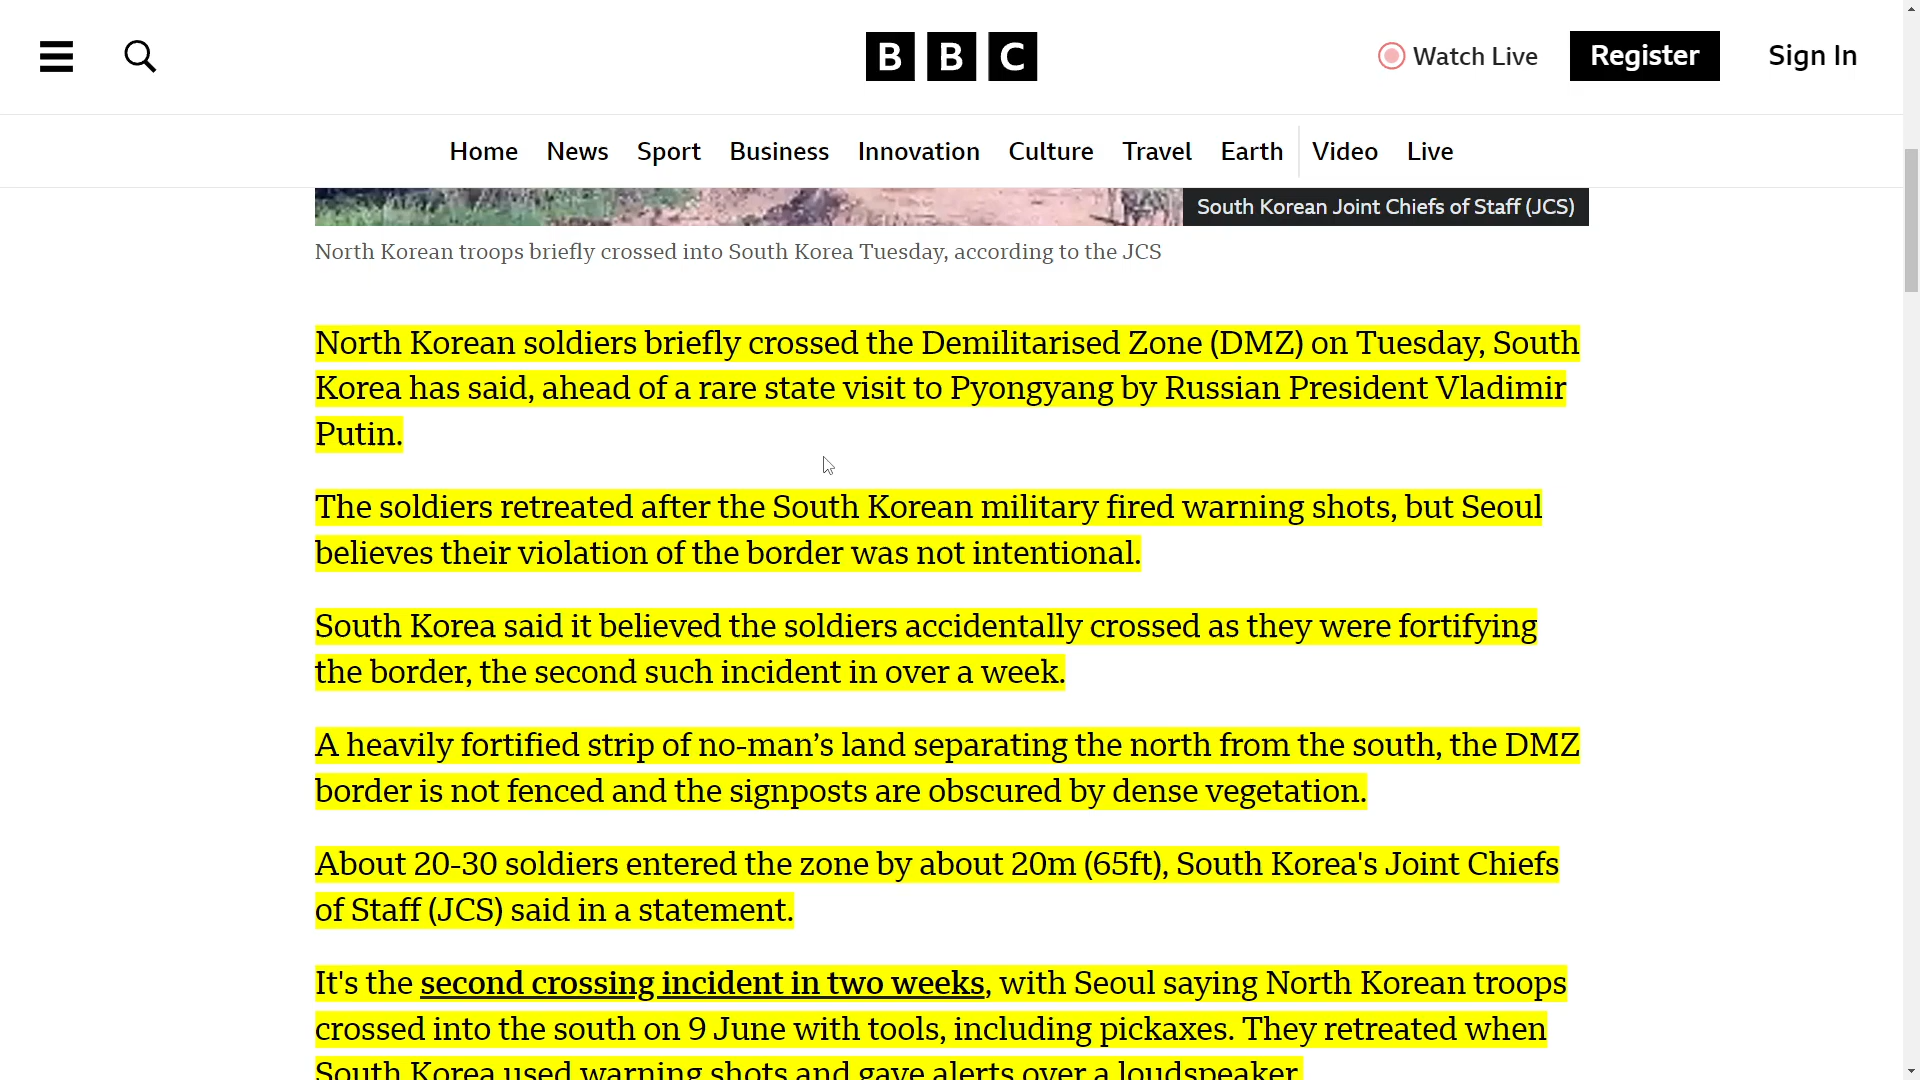 BBC
Watch Live
Register
Sign In
Home News Sport Business Innovation Culture Travel Earth Video Live
South Korean Joint Chiefs of Staff (JCS)
North Korean troops briefly crossed into South Korea Tuesday, according to the JCS
North Korean soldiers briefly crossed the Demilitarised Zone (DMZ) on Tuesday, South
Korea has said, ahead of a rare state visit to Pyongyang by Russian President Vladimir
Putin.
The soldiers retreated after the South Korean military fired warning shots, but Seoul
believes their violation of the border was not intentional.
South Korea said it believed the soldiers accidentally crossed as they were fortifying
the border, the second such incident in over a week.
A heavily fortified strip of no-man’s land separating the north from the south, the DMZ
border is not fenced and the signposts are obscured by dense vegetation.
About 20-30 soldiers entered the zone by about 20m (65ft), South Korea's Joint Chiefs
of Staff (JCS) said in a statement.
It's the second crossing incident in two weeks, with Seoul saying North Korean troops
crossed into the south on 9 June with tools, including pickaxes. They retreated when
South Korea used warning shots and gave alerts over a loudspeaker.